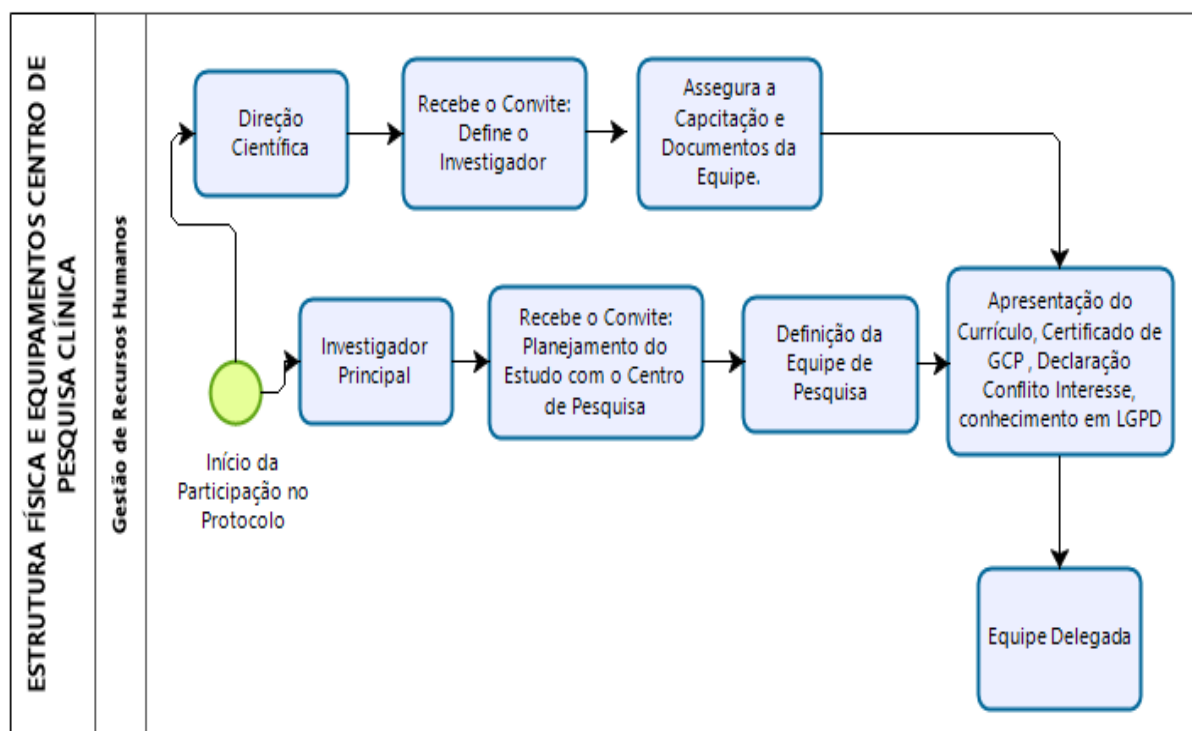 ESTRUTURA FÍSICA E EQUIPAMENTOS CENTRO DE
PESQUISA CLÍNICA
Gestão de Recursos Humanos
Direção
Científica
Recebe o Convite:
Define o
Investigador
Assegura a
Capcitação e
Documentos da
Equipe.
Início da
Participação no
Protocolo
Investigador
Principal
Recebe o Convite:
Planejamento do
Estudo com o Centro
de Pesquisa
Definição da
Equipe de
Pesquisa
Apresentação do
Currículo, Certificado de
GCP , Declaração
Conflito Interesse,
conhecimento em LGPD
Equipe Delegada